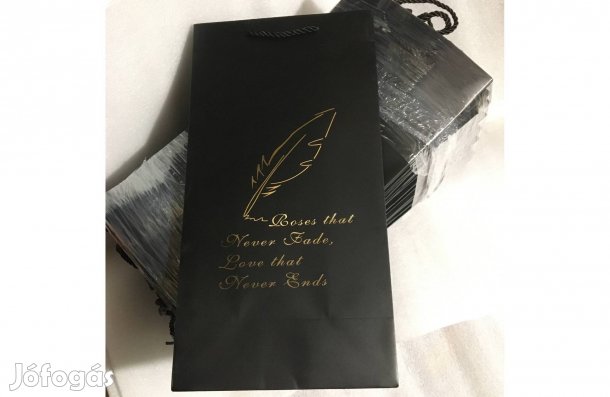 Roses that
Never Fade,
Love that
Never Ends
Jófogás